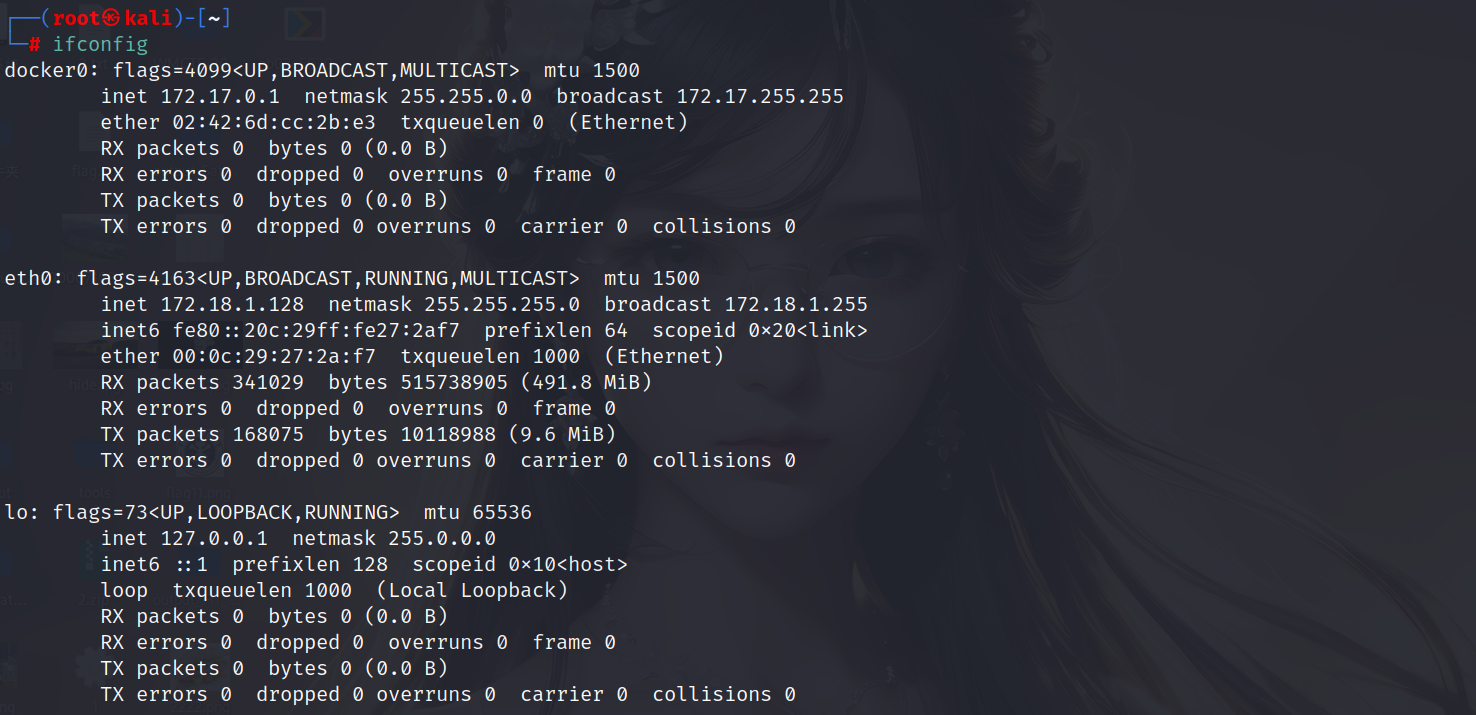 ┌──(root㉿kali)-[~]
└─# ifconfig
docker0: flags=4099<UP,BROADCAST,MULTICAST>  mtu 1500
        inet 172.17.0.1  netmask 255.255.0.0  broadcast 172.17.255.255
        ether 02:42:6d:cc:2b:e3  txqueuelen 0  (Ethernet)
        RX packets 0  bytes 0 (0.0 B)
        RX errors 0  dropped 0  overruns 0  frame 0
        TX packets 0  bytes 0 (0.0 B)
        TX errors 0  dropped 0 overruns 0  carrier 0  collisions 0

eth0: flags=4163<UP,BROADCAST,RUNNING,MULTICAST>  mtu 1500
        inet 172.18.1.128  netmask 255.255.255.0  broadcast 172.18.1.255
        inet6 fe80::20c:29ff:fe27:2af7  prefixlen 64  scopeid 0x20<link>
        ether 00:0c:29:27:2a:f7  txqueuelen 1000  (Ethernet)
        RX packets 341029  bytes 515738905 (491.8 MiB)
        RX errors 0  dropped 0  overruns 0  frame 0
        TX packets 168075  bytes 10118988 (9.6 MiB)
        TX errors 0  dropped 0 overruns 0  carrier 0  collisions 0

lo: flags=73<UP,LOOPBACK,RUNNING>  mtu 65536
        inet 127.0.0.1  netmask 255.0.0.0
        inet6 ::1  prefixlen 128  scopeid 0x10<host>
        loop  txqueuelen 1000  (Local Loopback)
        RX packets 0  bytes 0 (0.0 B)
        RX errors 0  dropped 0  overruns 0  frame 0
        TX packets 0  bytes 0 (0.0 B)
        TX errors 0  dropped 0 overruns 0  carrier 0  collisions 0